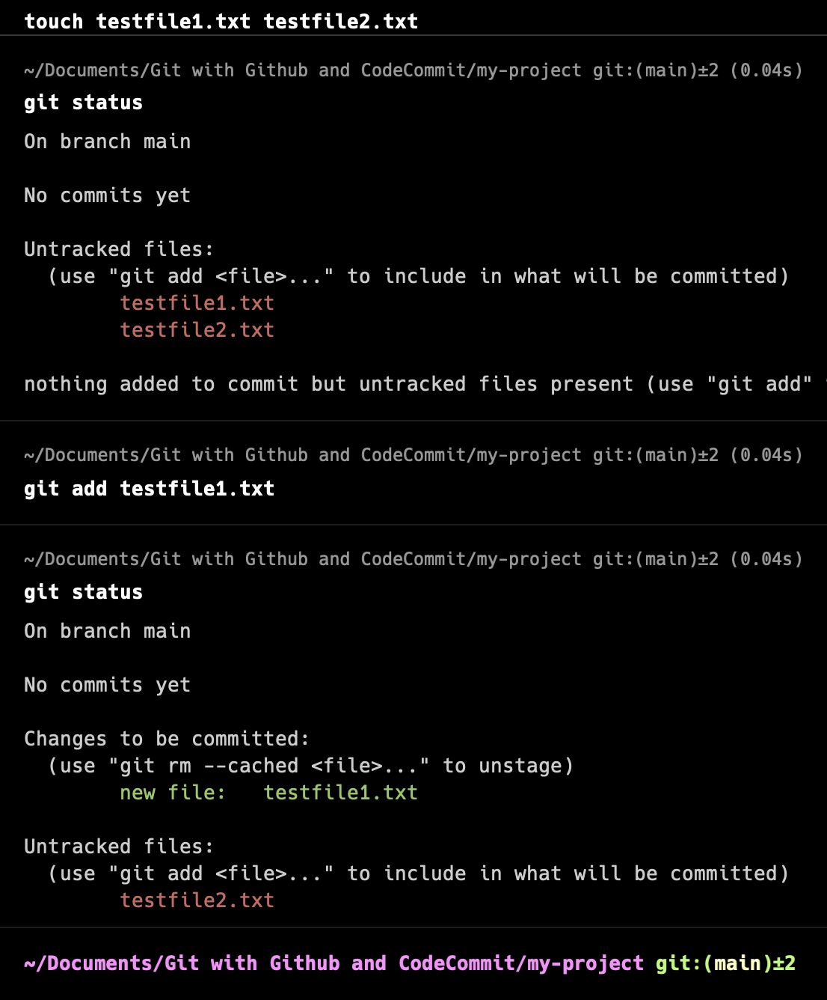 touch testfile1.txt testfile2.txt
~/Documents/Git with Github and CodeCommit/my-project git:(main)±2 (0.04s)
git status
On branch main
No commits yet
Untracked files:
(use "git add <file>..." to include in what will be committed)
testfile1.txt
testfile2.txt
nothing added to commit but untracked files present (use "git add"
~/Documents/Git with Github and CodeCommit/my-project git:(main)±2 (0.04s)
git add testfile1.txt
~/Documents/Git with Github and CodeCommit/my-project git:(main)±2 (0.04s)
git status
On branch main
No commits yet
Changes to be committed:
(use "git rm --cached <file>..." to unstage)
new file:   testfile1.txt
Untracked files:
(use "git add <file>..." to include in what will be committed)
testfile2.txt
~/Documents/Git with Github and CodeCommit/my-project git:(main)±2